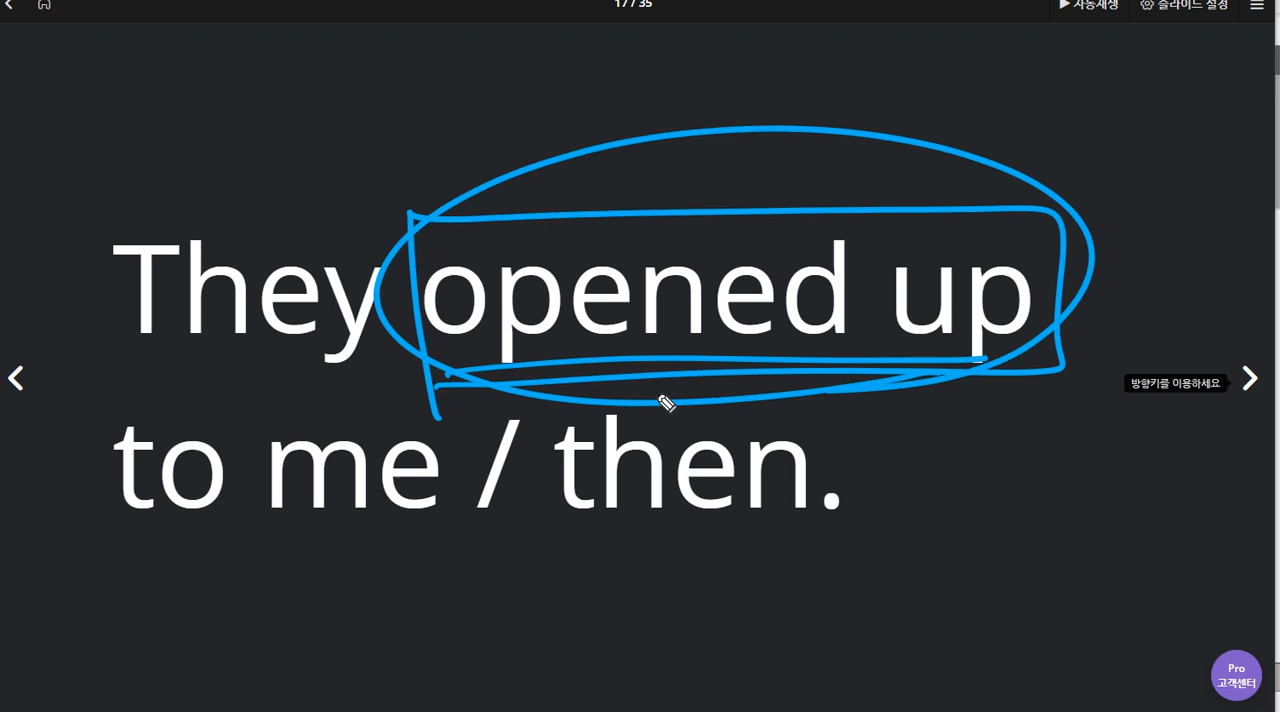 17 / 35
▶ 자동재생
슬라이드 설정
They opened up
방향키를 이용하세요
to me / then.
Pro
고객센터